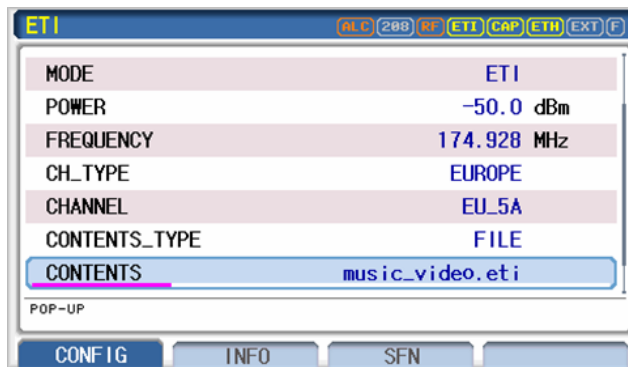 ETI ALC 208 RF ETI CAP ETH EXT F
MODE ETI
POWER -50.0 dBm
FREQUENCY 174.928 MHz
CH_TYPE EUROPE
CHANNEL EU_5A
CONTENTS_TYPE FILE
CONTENTS music_video.eti
POP-UP
CONFIG INFO SFN